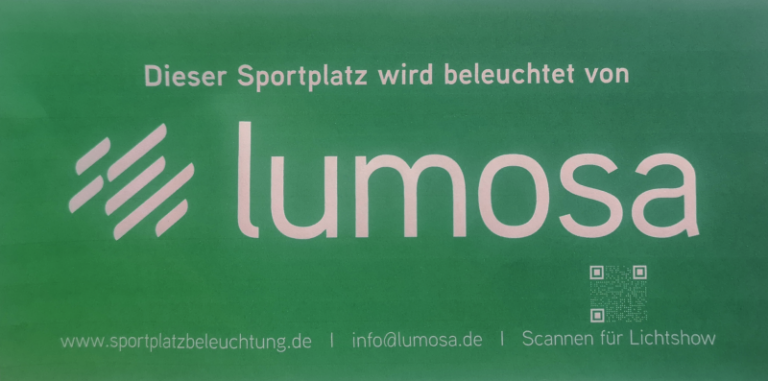 Dieser Sportplatz wird beleuchtet von
lumosa
www.sportplatzbeleuchtung.de | info@lumosa.de | Scannen für Lichtshow